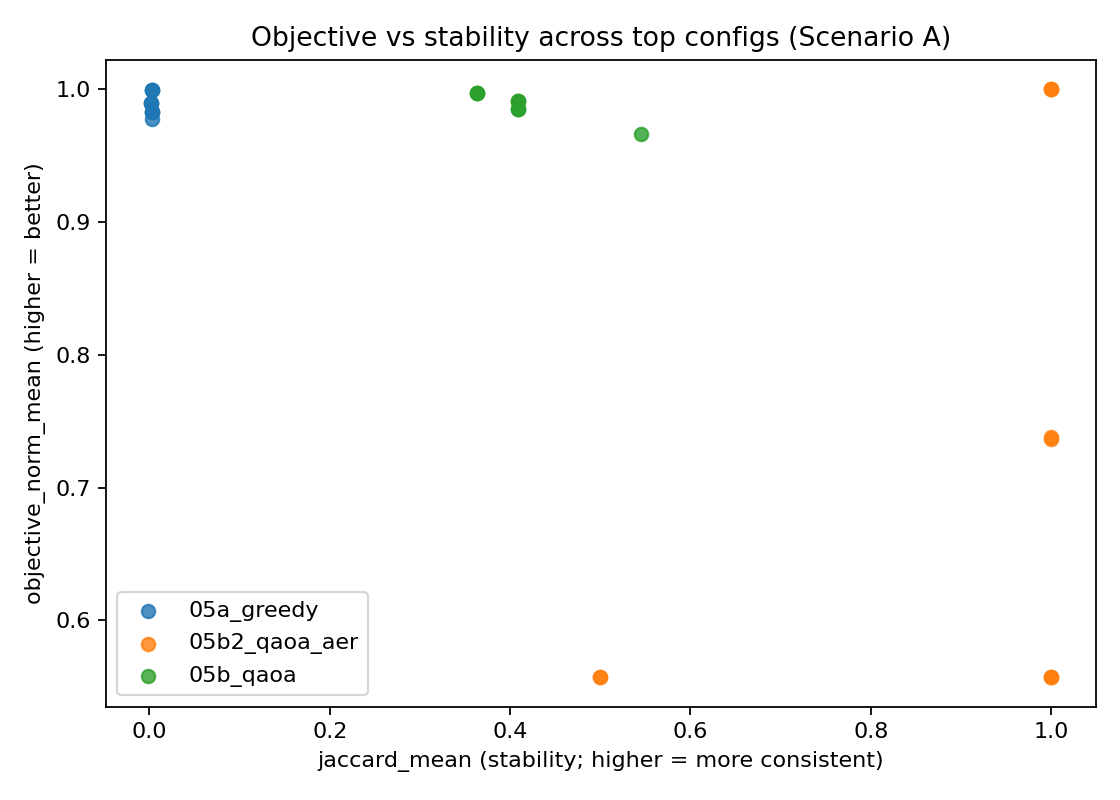 Objective vs stability across top configs (Scenario A)
objective_norm_mean (higher = better)
1.0
0.9
0.8
0.7
0.6
05a_greedy
05b2_qaoa_aer
05b_qaoa
0.0 0.2 0.4 0.6 0.8 1.0
jaccard_mean (stability; higher = more consistent)